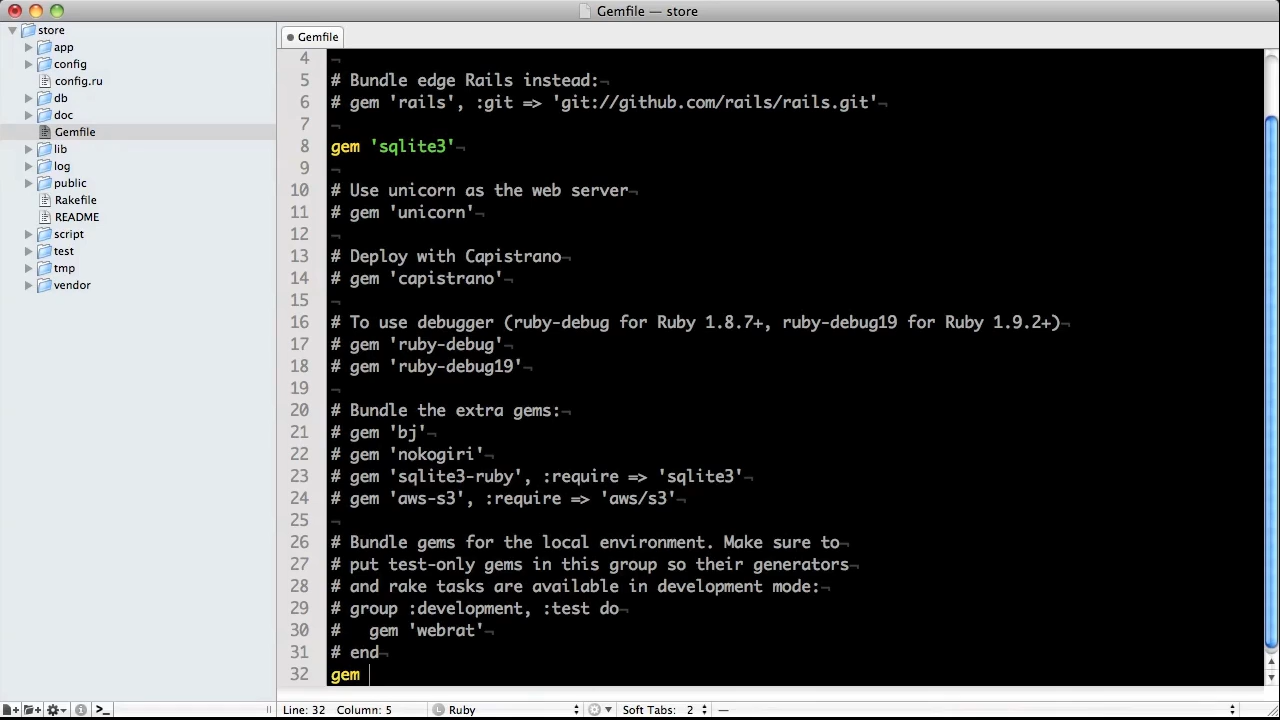 Gemfile — store
store
app
config
config.ru
db
doc
Gemfile
lib
log
public
Rakefile
README
script
test
tmp
vendor
Gemfile
4
5 # Bundle edge Rails instead:
6 # gem 'rails', :git => 'git://github.com/rails/rails.git'
7
8 gem 'sqlite3'
9
10 # Use unicorn as the web server
11 # gem 'unicorn'
12
13 # Deploy with Capistrano
14 # gem 'capistrano'
15
16 # To use debugger (ruby-debug for Ruby 1.8.7+, ruby-debug19 for Ruby 1.9.2+)
17 # gem 'ruby-debug'
18 # gem 'ruby-debug19'
19
20 # Bundle the extra gems:
21 # gem 'bj'
22 # gem 'nokogiri'
23 # gem 'sqlite3-ruby', :require => 'sqlite3'
24 # gem 'aws-s3', :require => 'aws/s3'
25
26 # Bundle gems for the local environment. Make sure to
27 # put test-only gems in this group so their generators
28 # and rake tasks are available in development mode:
29 # group :development, :test do
30 #   gem 'webrat'
31 # end
32 gem
Line: 32 Column: 5 Ruby Soft Tabs: 2 —